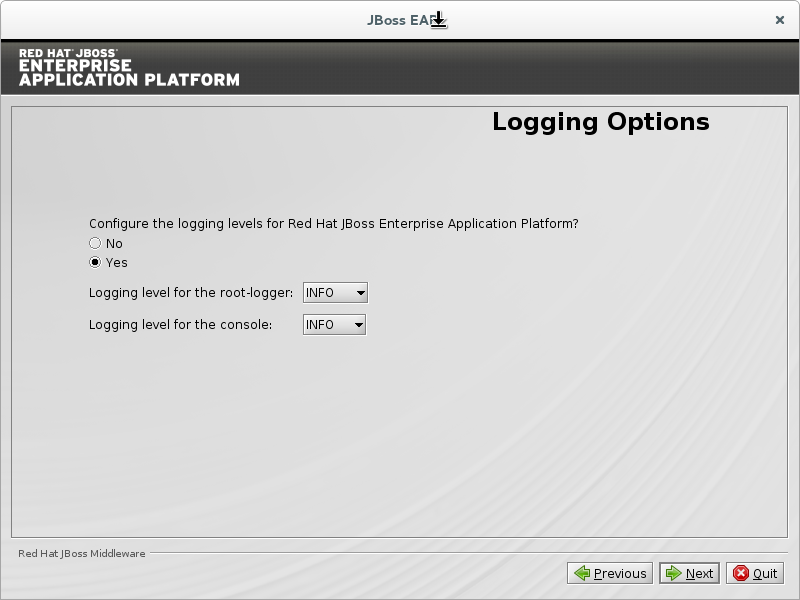 JBoss EAP
RED HAT JBOSS
ENTERPRISE
APPLICATION PLATFORM
Logging Options
Configure the logging levels for Red Hat JBoss Enterprise Application Platform?
No
Yes
Logging level for the root-logger: INFO
Logging level for the console: INFO
Red Hat JBoss Middleware
Previous Next Quit